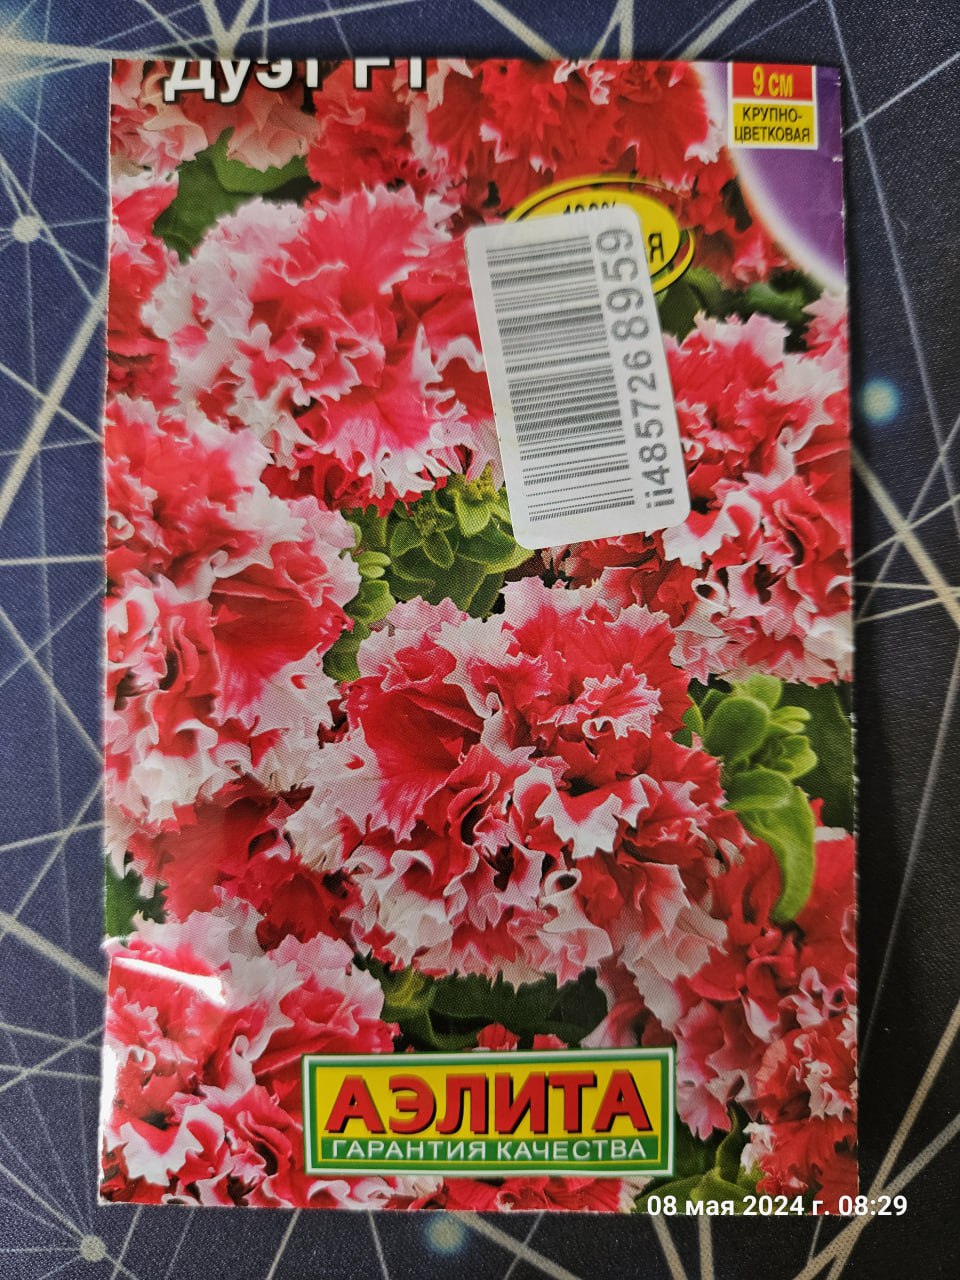 Дуэт F1
9 см
КРУПНО-
ЦВЕТКОВАЯ
ii4857268959
АЭЛИТА
ГАРАНТИЯ КАЧЕСТВА
08 мая 2024 г. 08:29